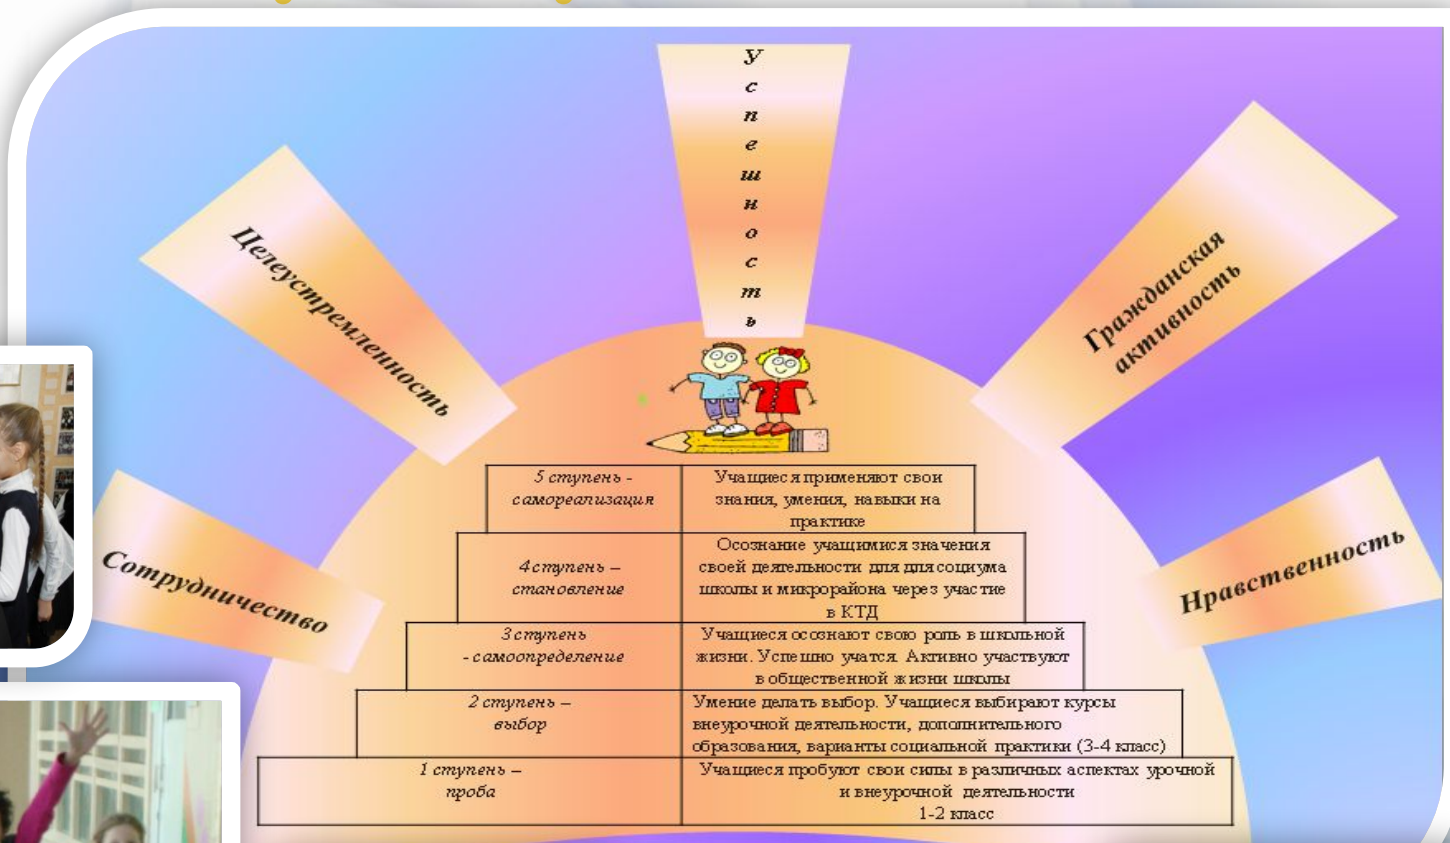 Успешность
Целеустремленность
Гражданская
активность
Сотрудничество
Нравственность
5 ступень -
самореализация
Учащиеся применяют свои
знания, умения, навыки на
практике
4 ступень –
становление
Осознание учащимися значения
своей деятельности для для социума
школы и микрорайона через участие
в КТД
3 ступень
- самоопределение
Учащиеся осознают свою роль в школьной
жизни. Успешно учатся. Активно участвуют
в общественной жизни школы
2 ступень –
выбор
Умение делать выбор. Учащиеся выбирают курсы
внеурочной деятельности, дополнительного
образования, варианты социальной практики (3-4 класс)
1 ступень –
проба
Учащиеся пробуют свои силы в различных аспектах урочной
и внеурочной деятельности
1-2 класс